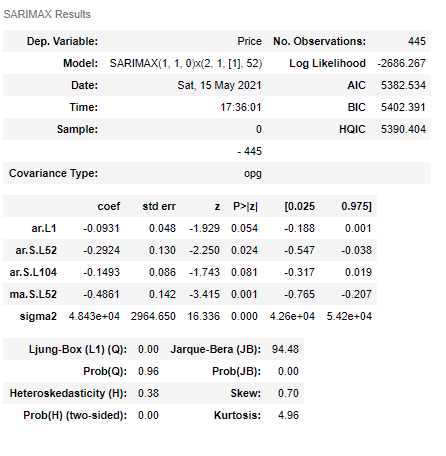 SARIMAX Results
Dep. Variable: Price No. Observations: 445
Model: SARIMAX(1, 1, 0)x(2, 1, [1], 52) Log Likelihood -2686.267
Date: Sat, 15 May 2021 AIC 5382.534
Time: 17:36:01 BIC 5402.391
Sample: 0 HQIC 5390.404
- 445
Covariance Type: opg
coef std err z P>|z| [0.025 0.975]
ar.L1 -0.0931 0.048 -1.929 0.054 -0.188 0.001
ar.S.L52 -0.2924 0.130 -2.250 0.024 -0.547 -0.038
ar.S.L104 -0.1493 0.086 -1.743 0.081 -0.317 0.019
ma.S.L52 -0.4861 0.142 -3.415 0.001 -0.765 -0.207
sigma2 4.843e+04 2964.650 16.336 0.000 4.26e+04 5.42e+04
Ljung-Box (L1) (Q): 0.00 Jarque-Bera (JB): 94.48
Prob(Q): 0.96 Prob(JB): 0.00
Heteroskedasticity (H): 0.38 Skew: 0.70
Prob(H) (two-sided): 0.00 Kurtosis: 4.96